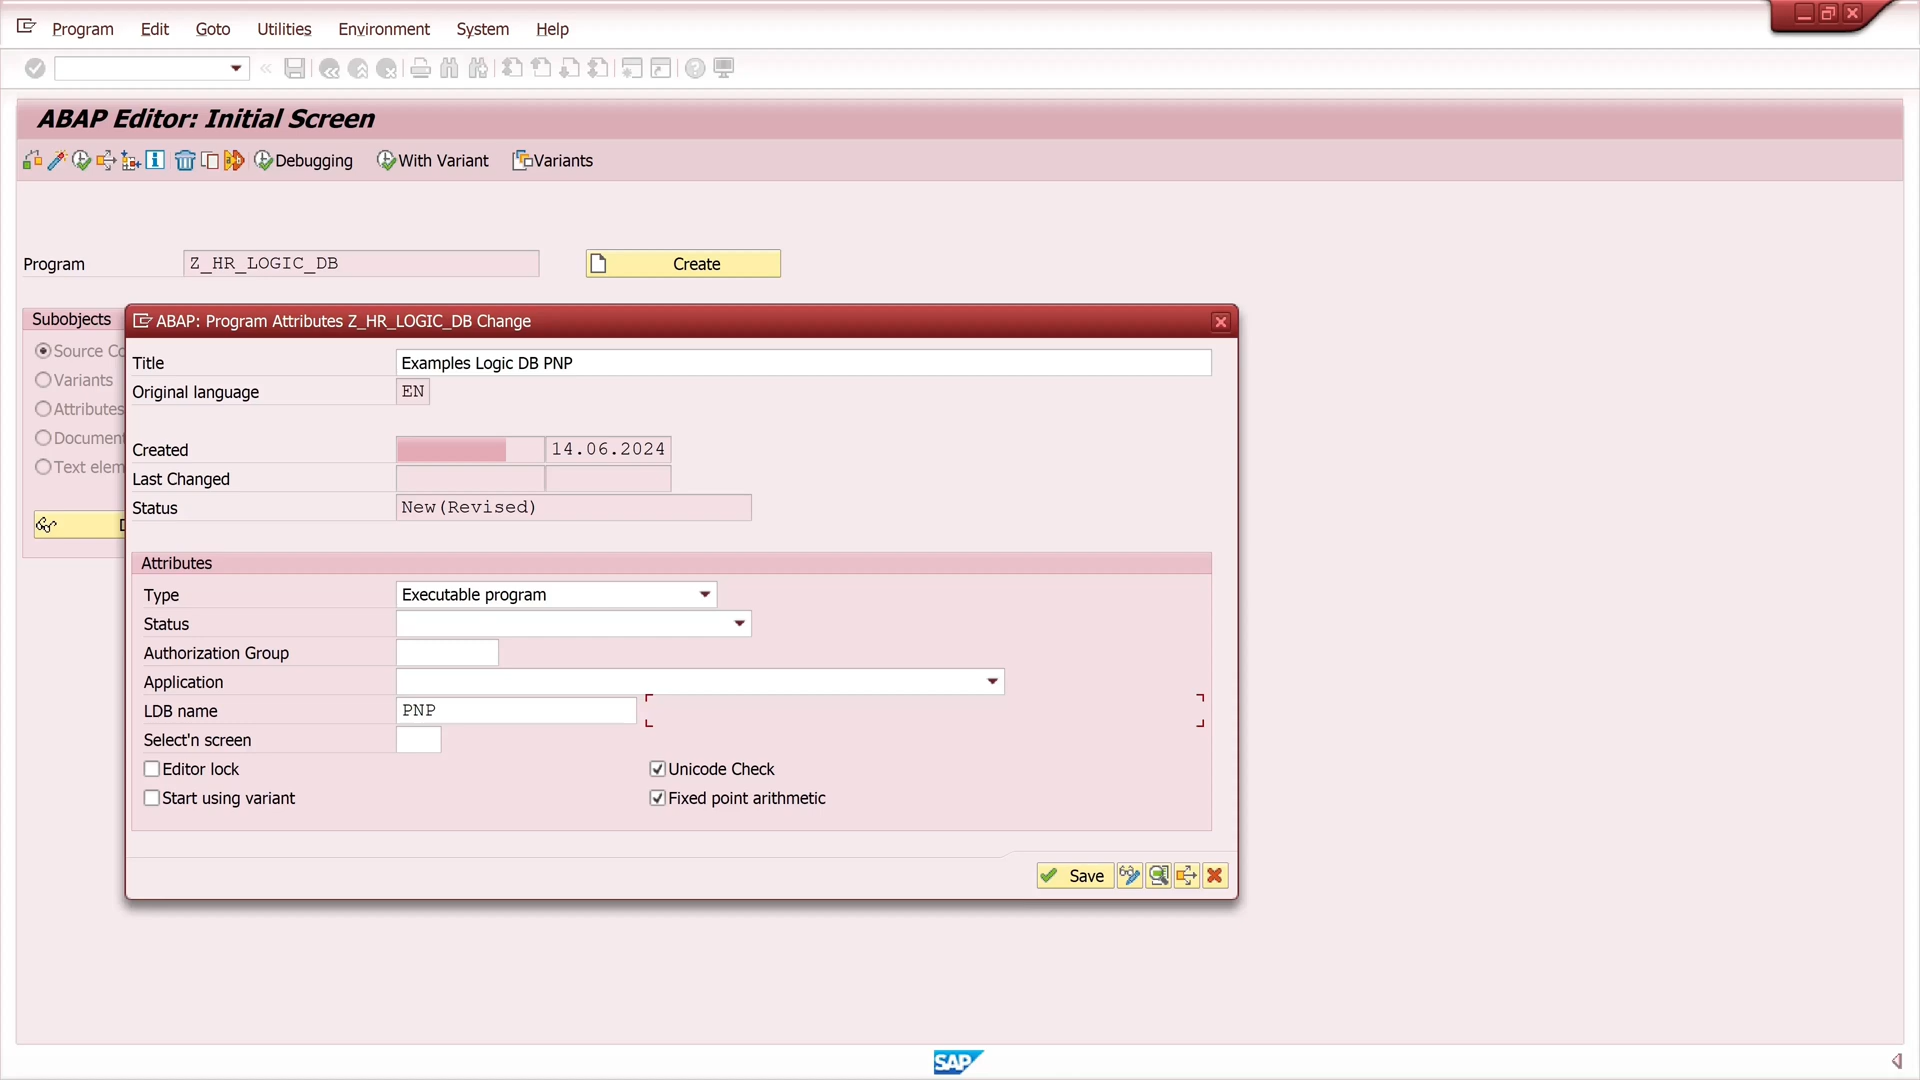 Program Edit Goto Utilities Environment System Help
ABAP Editor: Initial Screen
Debugging With Variant Variants
Program Z_HR_LOGIC_DB Create
Subobjects
Source Co
Variants
Attributes
Document
Text elem
D
ABAP: Program Attributes Z_HR_LOGIC_DB Change
Title Examples Logic DB PNP
Original language EN
Created 14.06.2024
Last Changed
Status New(Revised)
Attributes
Type Executable program
Status
Authorization Group
Application
LDB name PNP
Select'n screen
Editor lock Unicode Check
Start using variant Fixed point arithmetic
Save
SAP